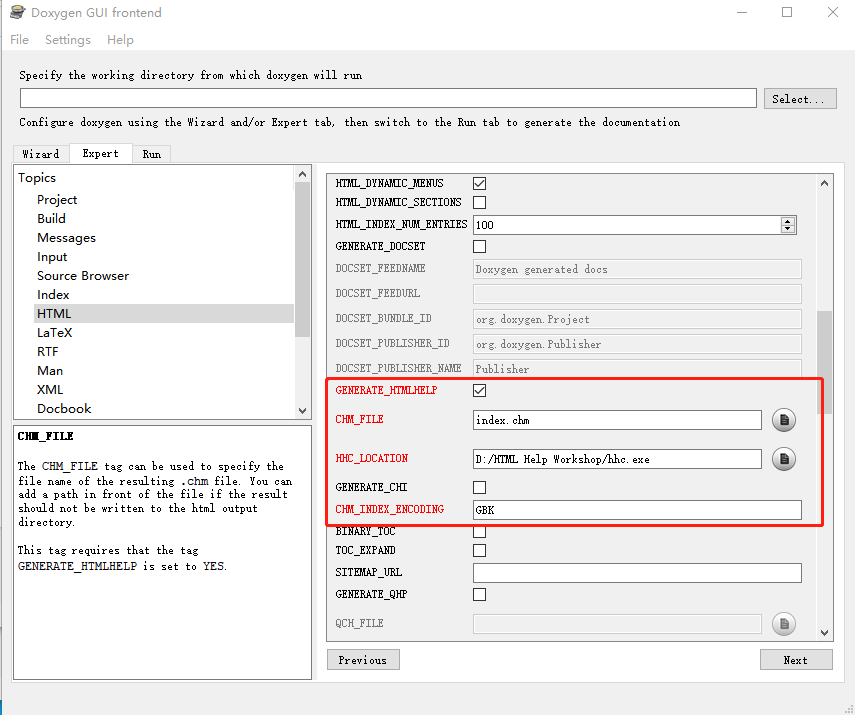 Doxygen GUI frontend
File Settings Help
Specify the working directory from which doxygen will run
Select...
Configure doxygen using the Wizard and/or Expert tab, then switch to the Run tab to generate the documentation
Wizard Expert Run
Topics
Project
Build
Messages
Input
Source Browser
Index
HTML
LaTeX
RTF
Man
XML
Docbook
CHM_FILE
The CHM_FILE tag can be used to specify the
file name of the resulting .chm file. You can
add a path in front of the file if the result
should not be written to the html output
directory.
This tag requires that the tag
GENERATE_HTMLHELP is set to YES.
HTML_DYNAMIC_MENUS
HTML_DYNAMIC_SECTIONS
HTML_INDEX_NUM_ENTRIES 100
GENERATE_DOCSET
DOCSET_FEEDNAME Doxygen generated docs
DOCSET_FEEDURL
DOCSET_BUNDLE_ID org.doxygen.Project
DOCSET_PUBLISHER_ID org.doxygen.Publisher
DOCSET_PUBLISHER_NAME Publisher
GENERATE_HTMLHELP
CHM_FILE index.chm
HHC_LOCATION D:/HTML Help Workshop/hhc.exe
GENERATE_CHI
CHM_INDEX_ENCODING GBK
BINARY_TOC
TOC_EXPAND
SITEMAP_URL
GENERATE_QHP
QCH_FILE
Previous Next